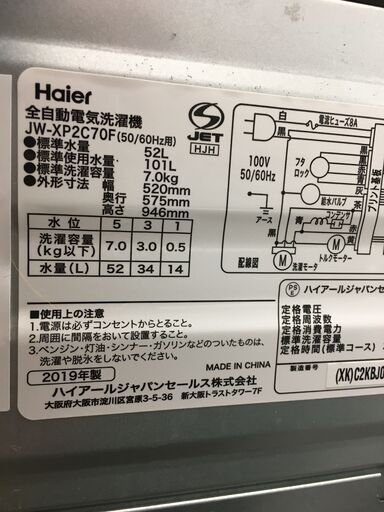 Haier
全自動電気洗濯機
JW-XP2C70F(50/60Hz用)
●標準水量 52L
●標準使用水量 101L
●標準洗濯容量 7.0kg
●外形寸法 幅 520mm
奥行 575mm
高さ 946mm
JET
HJH
水位 5 3 1
洗濯容量(kg以下) 7.0 3.0 0.5
水量(L) 52 34 14
白
電流ヒューズ8A
黒
100V
50/60Hz
フタロック
給水バルブ
アース
青
コンデンサ
黒
赤
灰
茶
黄
M
M
トルクモーター
洗濯モータ
配線図
プリント基板
■使用上の注意
1.電源は必ずコンセントからとること。
2.周囲に間隔をおいて設置すること。
3.ベンジン・灯油・シンナー・ガソリンなどのついたものは、
洗濯や脱水をしないでください。
MADE IN CHINA
2019年製
ハイアールジャパンセールス株式会社
大阪府大阪市淀川区宮原3-5-36 新大阪トラストタワー7F
PS
E
ハイアールジャパンセール
定格電圧
定格周波数
定格消費電力
標準洗濯容量
定格時間(標準コース)
製造番号
(XK)C2KBJ0